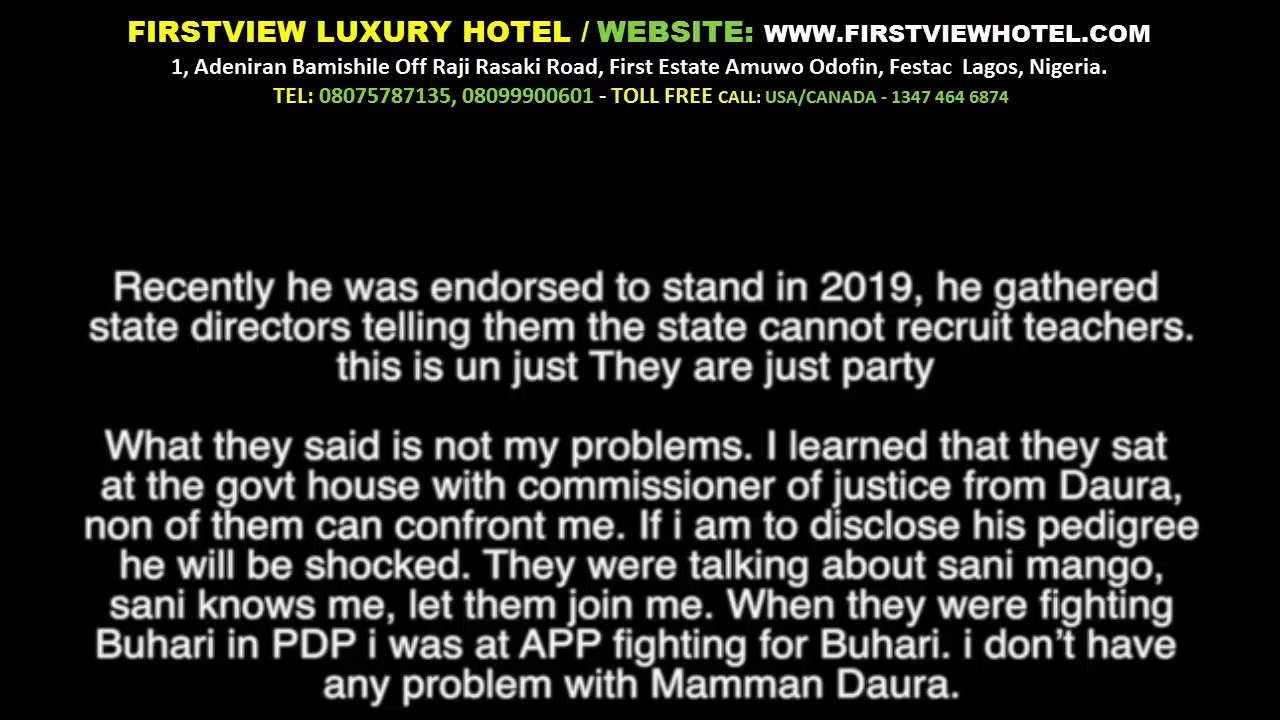 FIRSTVIEW LUXURY HOTEL / WEBSITE: WWW.FIRSTVIEWHOTEL.COM
1, Adeniran Bamishile Off Raji Rasaki Road, First Estate Amuwo Odofin, Festac Lagos, Nigeria.
TEL: 08075787135, 08099900601 - TOLL FREE CALL: USA/CANADA - 1347 464 6874
Recently he was endorsed to stand in 2019, he gathered
state directors telling them the state cannot recruit teachers.
this is un just They are just party
What they said is not my problems. I learned that they sat
at the govt house with commissioner of justice from Daura,
non of them can confront me. If i am to disclose his pedigree
he will be shocked. They were talking about sani mango,
sani knows me, let them join me. When they were fighting
Buhari in PDP i was at APP fighting for Buhari. i don't have
any problem with Mamman Daura.